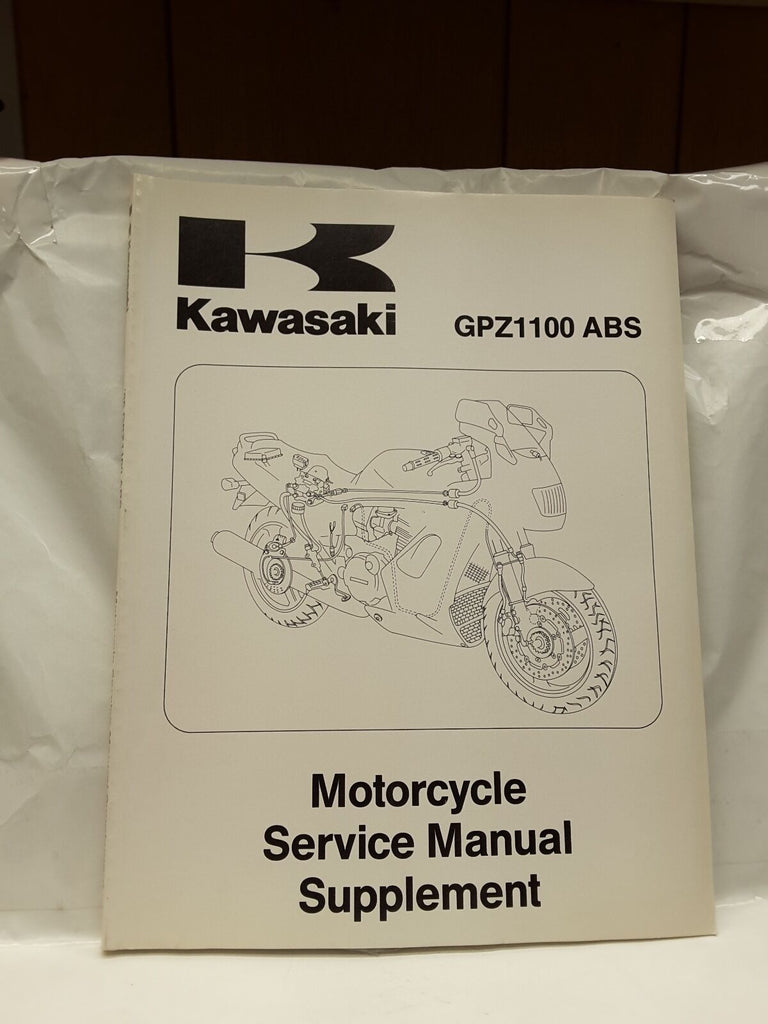 Kawasaki
GPZ1100 ABS
Motorcycle
Service Manual
Supplement